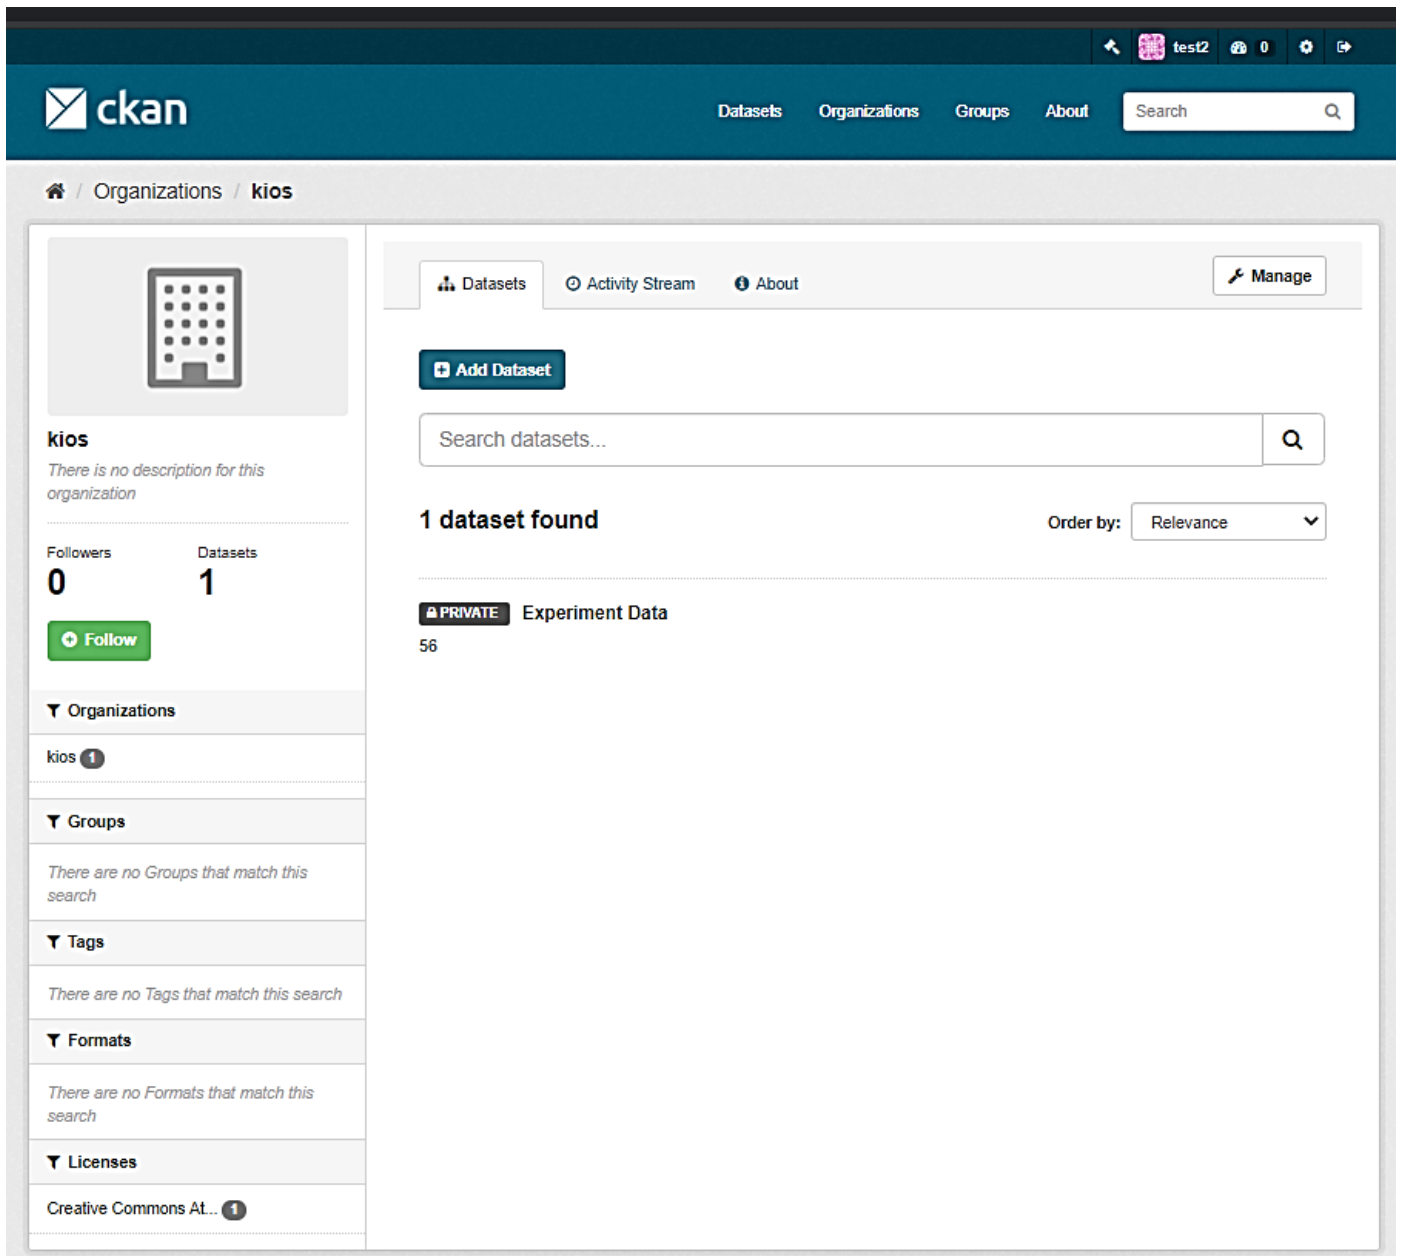 test2 0
ckan
Datasets Organizations Groups About Search
/ Organizations / kios
Datasets Activity Stream About Manage
kios
There is no description for this
organization
Followers Datasets
0 1
Follow
Organizations
kios 1
Groups
There are no Groups that match this
search
Tags
There are no Tags that match this search
Formats
There are no Formats that match this
search
Licenses
Creative Commons At... 1
Add Dataset
Search datasets...
1 dataset found Order by: Relevance
PRIVATE Experiment Data
56